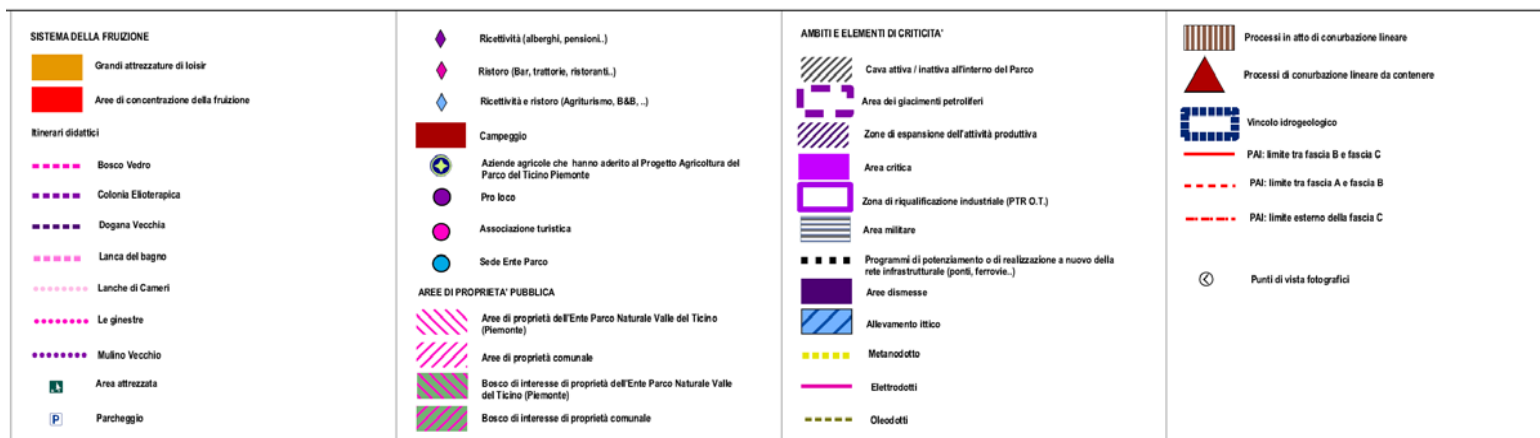 SISTEMA DELLA FRUIZIONE
Grandi attrezzature di loisir
Aree di concentrazione della fruizione
Itinerari didattici
Bosco Vedro
Colonia Elioterapica
Dogana Vecchia
Lanca del bagno
Lanche di Cameri
Le ginestre
Mulino Vecchio
Area attrezzata
P
Parcheggio
Ricettività (alberghi, pensioni..)
Ristoro (Bar, trattorie, ristoranti..)
Ricettività e ristoro (Agriturismo, B&B, ..)
Campeggio
Aziende agricole che hanno aderito al Progetto Agricoltura del
Parco del Ticino Piemonte
Pro loco
Associazione turistica
Sede Ente Parco
AREE DI PROPRIETA' PUBBLICA
Aree di proprietà dell'Ente Parco Naturale Valle del Ticino
(Piemonte)
Aree di proprietà comunale
Bosco di interesse di proprietà dell'Ente Parco Naturale Valle
del Ticino (Piemonte)
Bosco di interesse di proprietà comunale
AMBITI E ELEMENTI DI CRITICITA'
Cava attiva / inattiva all'interno del Parco
Area dei giacimenti petroliferi
Zone di espansione dell'attività produttiva
Area critica
Zona di riqualificazione industriale (PTR O.T.)
Area militare
Programmi di potenziamento o di realizzazione a nuovo della
rete infrastrutturale (ponti, ferrovie..)
Aree dismesse
Allevamento ittico
Metanodotto
Elettrodotti
Oleodotti
Processi in atto di conurbazione lineare
Processi di conurbazione lineare da contenere
Vincolo idrogeologico
PAI: limite tra fascia B e fascia C
PAI: limite tra fascia A e fascia B
PAI: limite esterno della fascia C
Punti di vista fotografici